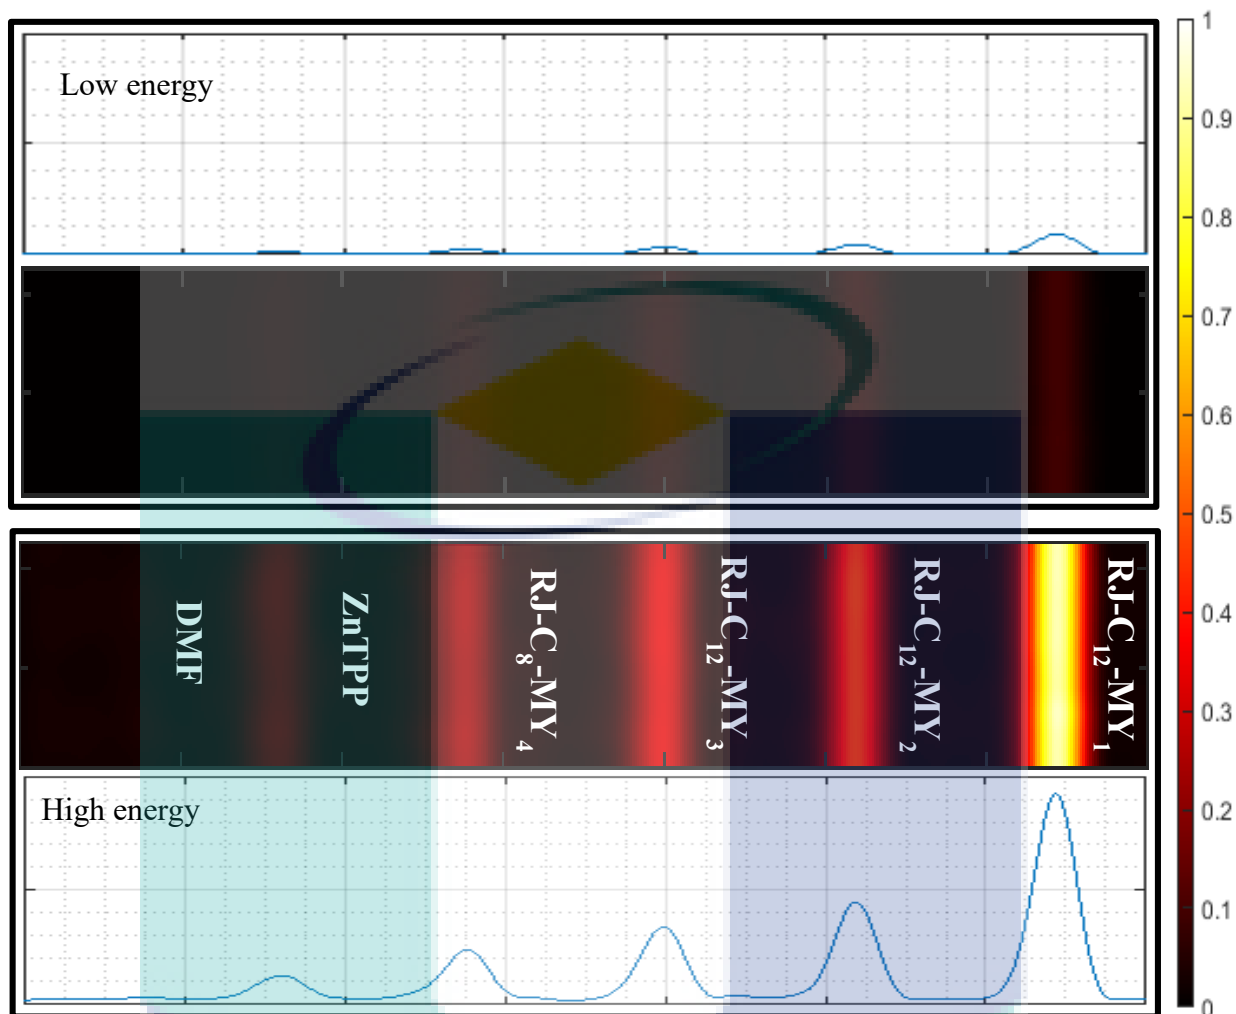 Low energy
DMF
ZnTPP
RJ-C8-MY4
RJ-C12-MY3
RJ-C12-MY2
RJ-C12-MY1
High energy
1
0.9
0.8
0.7
0.6
0.5
0.4
0.3
0.2
0.1
0